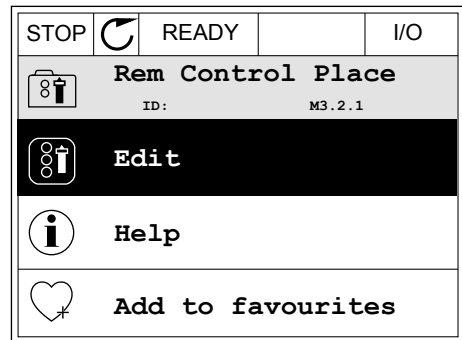 STOP READY I/O
Rem Control Place
ID: M3.2.1
Edit
Help
Add to favourites